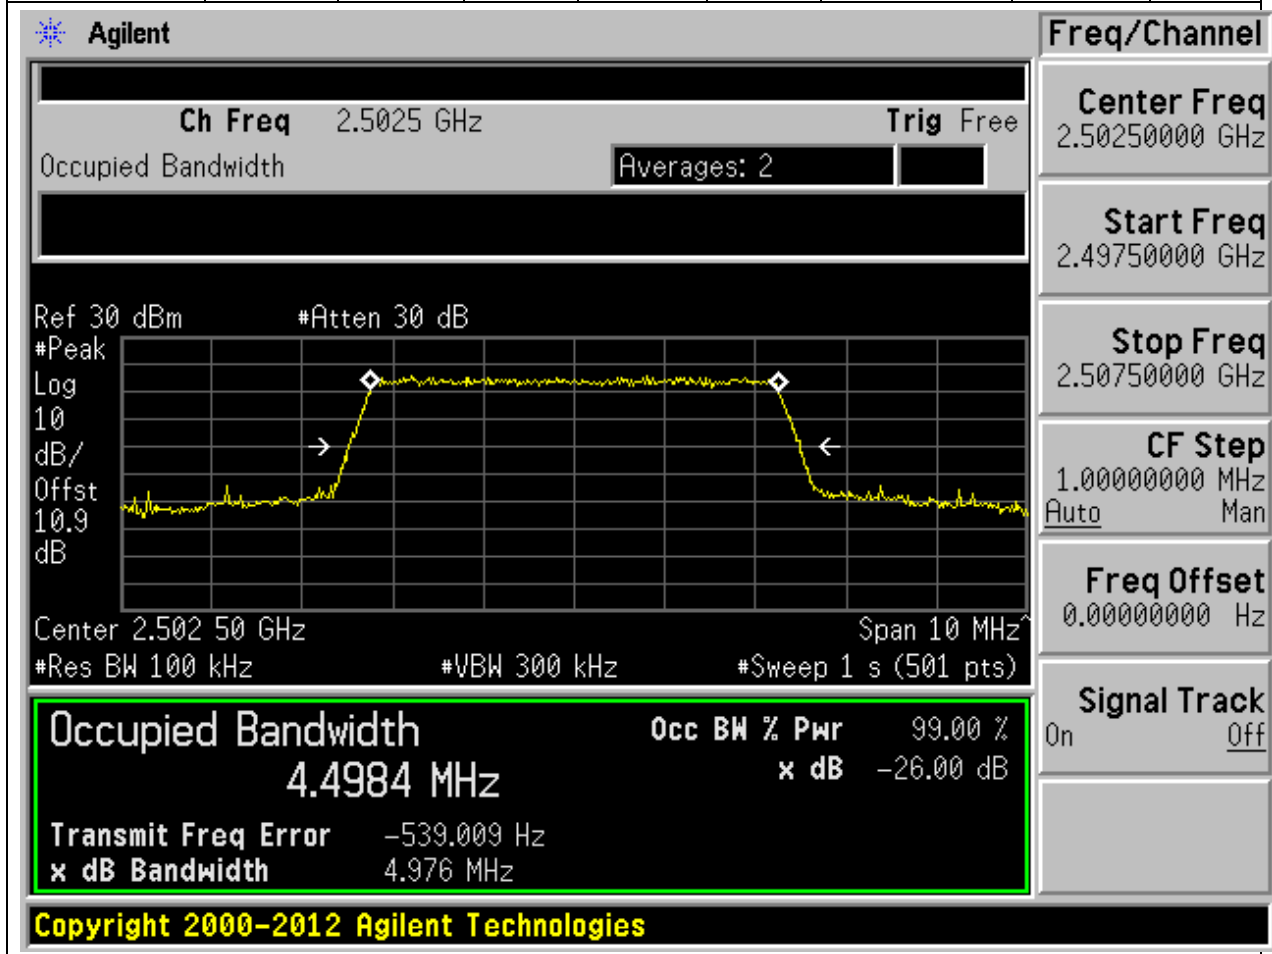 Agilent
Freq/Channel
Ch Freq 2.5025 GHz Trig Free
Occupied Bandwidth Averages: 2
Center Freq
2.50250000 GHz
Start Freq
2.49750000 GHz
Stop Freq
2.50750000 GHz
CF Step
1.00000000 MHz
Auto Man
Freq Offset
0.00000000 Hz
Signal Track
On Off
Ref 30 dBm #Atten 30 dB
#Peak
Log
10
dB/
Offst
10.9
dB
Center 2.502 50 GHz Span 10 MHz^
#Res BW 100 kHz #VBW 300 kHz #Sweep 1 s (501 pts)
Occupied Bandwidth Occ BW % Pwr 99.00 %
4.4984 MHz x dB -26.00 dB
Transmit Freq Error -539.009 Hz
x dB Bandwidth 4.976 MHz
Copyright 2000-2012 Agilent Technologies